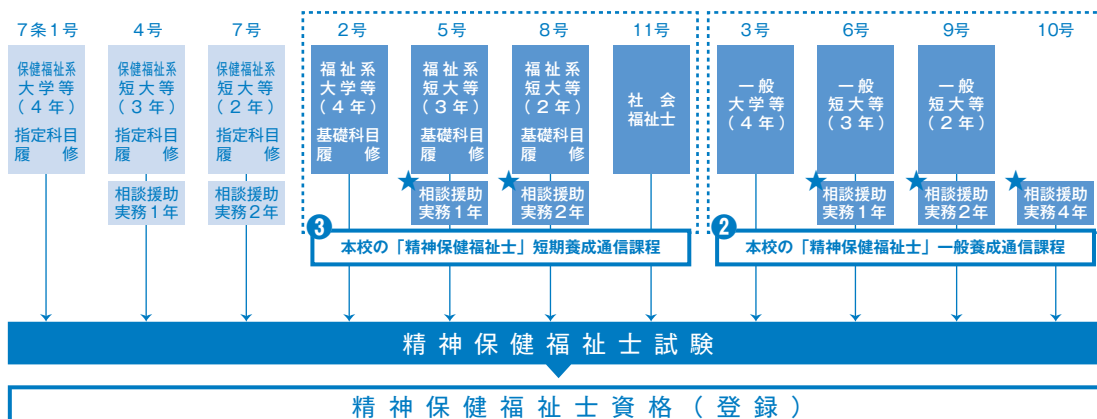 7条1号
保健福祉系
大学等
（4年）
指定科目
履修
4号
保健福祉系
短大等
（3年）
指定科目
履修
相談援助
実務1年
7号
保健福祉系
短大等
（2年）
指定科目
履修
相談援助
実務2年
2号
福祉系
大学等
（4年）
基礎科目
履修
5号
福祉系
短大等
（3年）
基礎科目
履修
★
相談援助
実務1年
8号
福祉系
短大等
（2年）
基礎科目
履修
★
相談援助
実務2年
11号
社会
福祉士
❸
本校の「精神保健福祉士」短期養成通信課程
3号
一般
大学等
（4年）
6号
一般
短大等
（3年）
★
相談援助
実務1年
9号
一般
短大等
（2年）
★
相談援助
実務2年
10号
★
相談援助
実務4年
❷
本校の「精神保健福祉士」一般養成通信課程
精神保健福祉士試験
精神保健福祉士資格（登録）